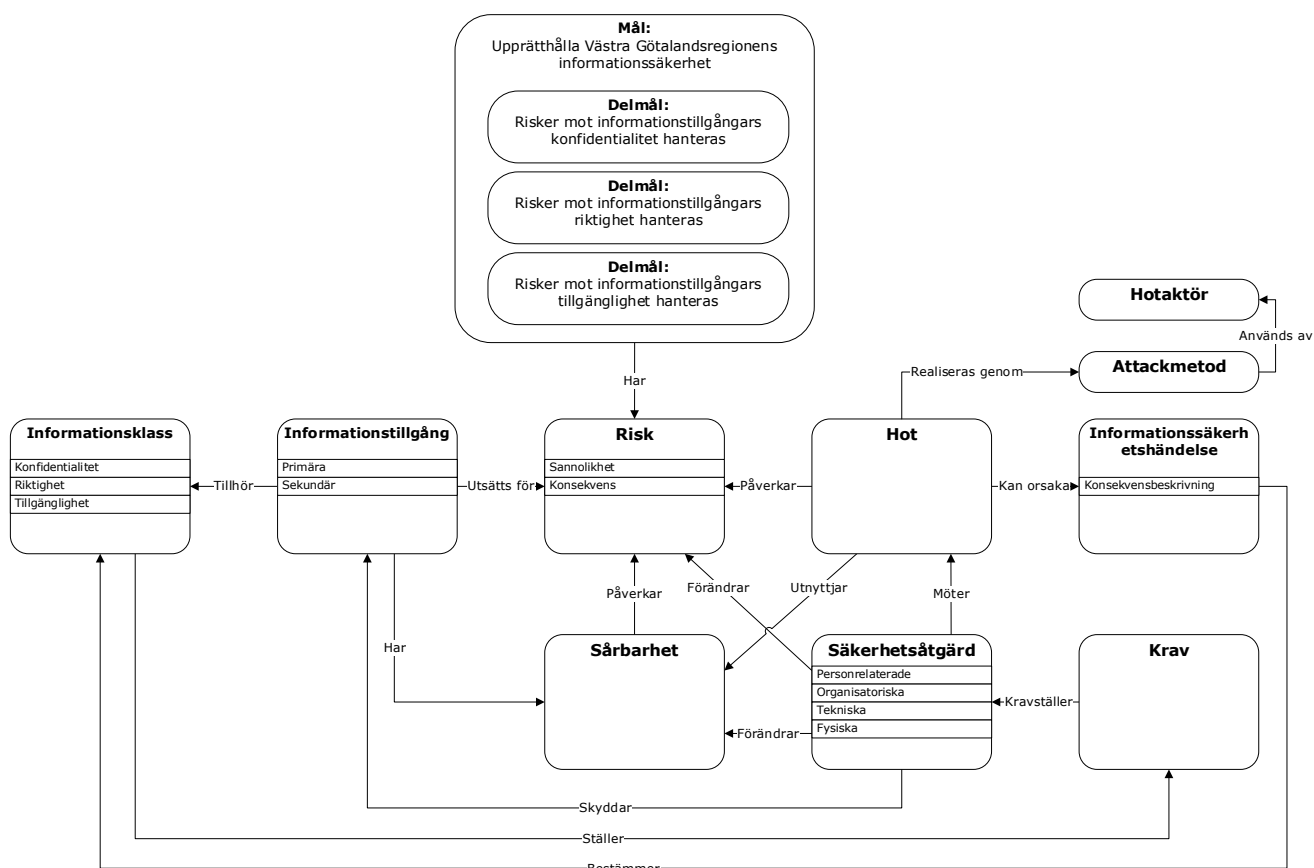 Mål:
Upprätthålla Västra Götalandsregionens
informationssäkerhet
Delmål:
Risker mot informationstillgångars
konfidentialitet hanteras
Delmål:
Risker mot informationstillgångars
riktighet hanteras
Delmål:
Risker mot informationstillgångars
tillgänglighet hanteras
Hotaktör
Används av
Attackmetod
Realiseras genom
Har
Informationsklass
Konfidentialitet
Riktighet
Tillgänglighet
Tillhör
Informationstillgång
Primära
Sekundär
Utsätts för
Risk
Sannolikhet
Konsekvens
Påverkar
Hot
Kan orsaka
Informationssäkerh
etshändelse
Konsekvensbeskrivning
Påverkar
Förändrar
Utnyttjar
Möter
Har
Sårbarhet
Förändrar
Säkerhetsåtgärd
Personrelaterade
Organisatoriska
Tekniska
Fysiska
Kravställer
Krav
Skyddar
Ställer
Bestämmer